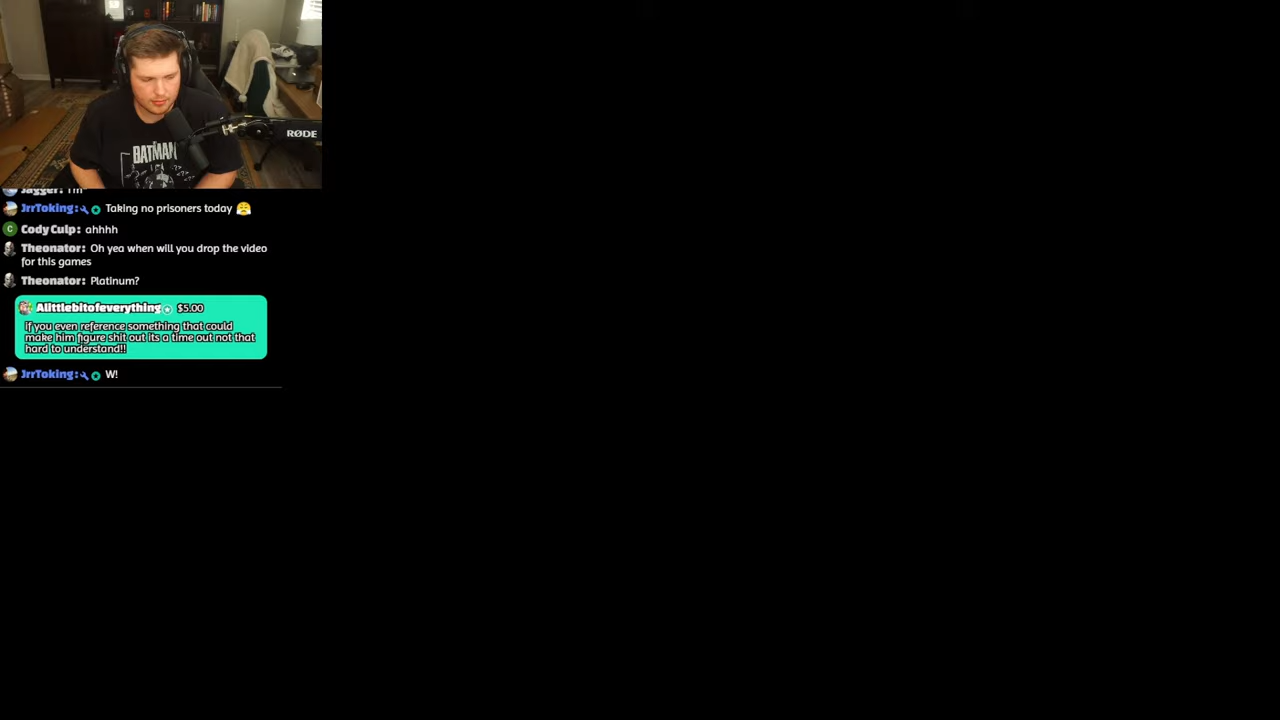 RØDE
BATMAN
Jagger: I'm
JrrToking: Taking no prisoners today
C Cody Culp: ahhhh
Theonator: Oh yea when will you drop the video
for this games
Theonator: Platinum?
Alittlebitofeverything $5.00
if you even reference something that could
make him figure shit out its a time out not that
hard to understand!!
JrrToking: W!